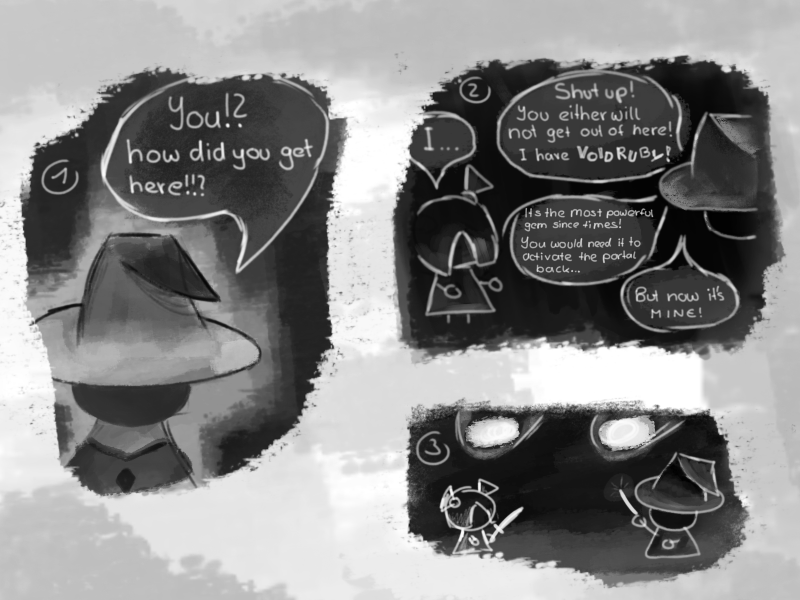 1
You!?
how did you get
here!!?
2
I...
Shut up!
You either will
not get out of here!
I have VOIDRUBY!
Its the most powerful
gem since times!
You would need it to
activate the portal
back...
But now it's
MINE!
3